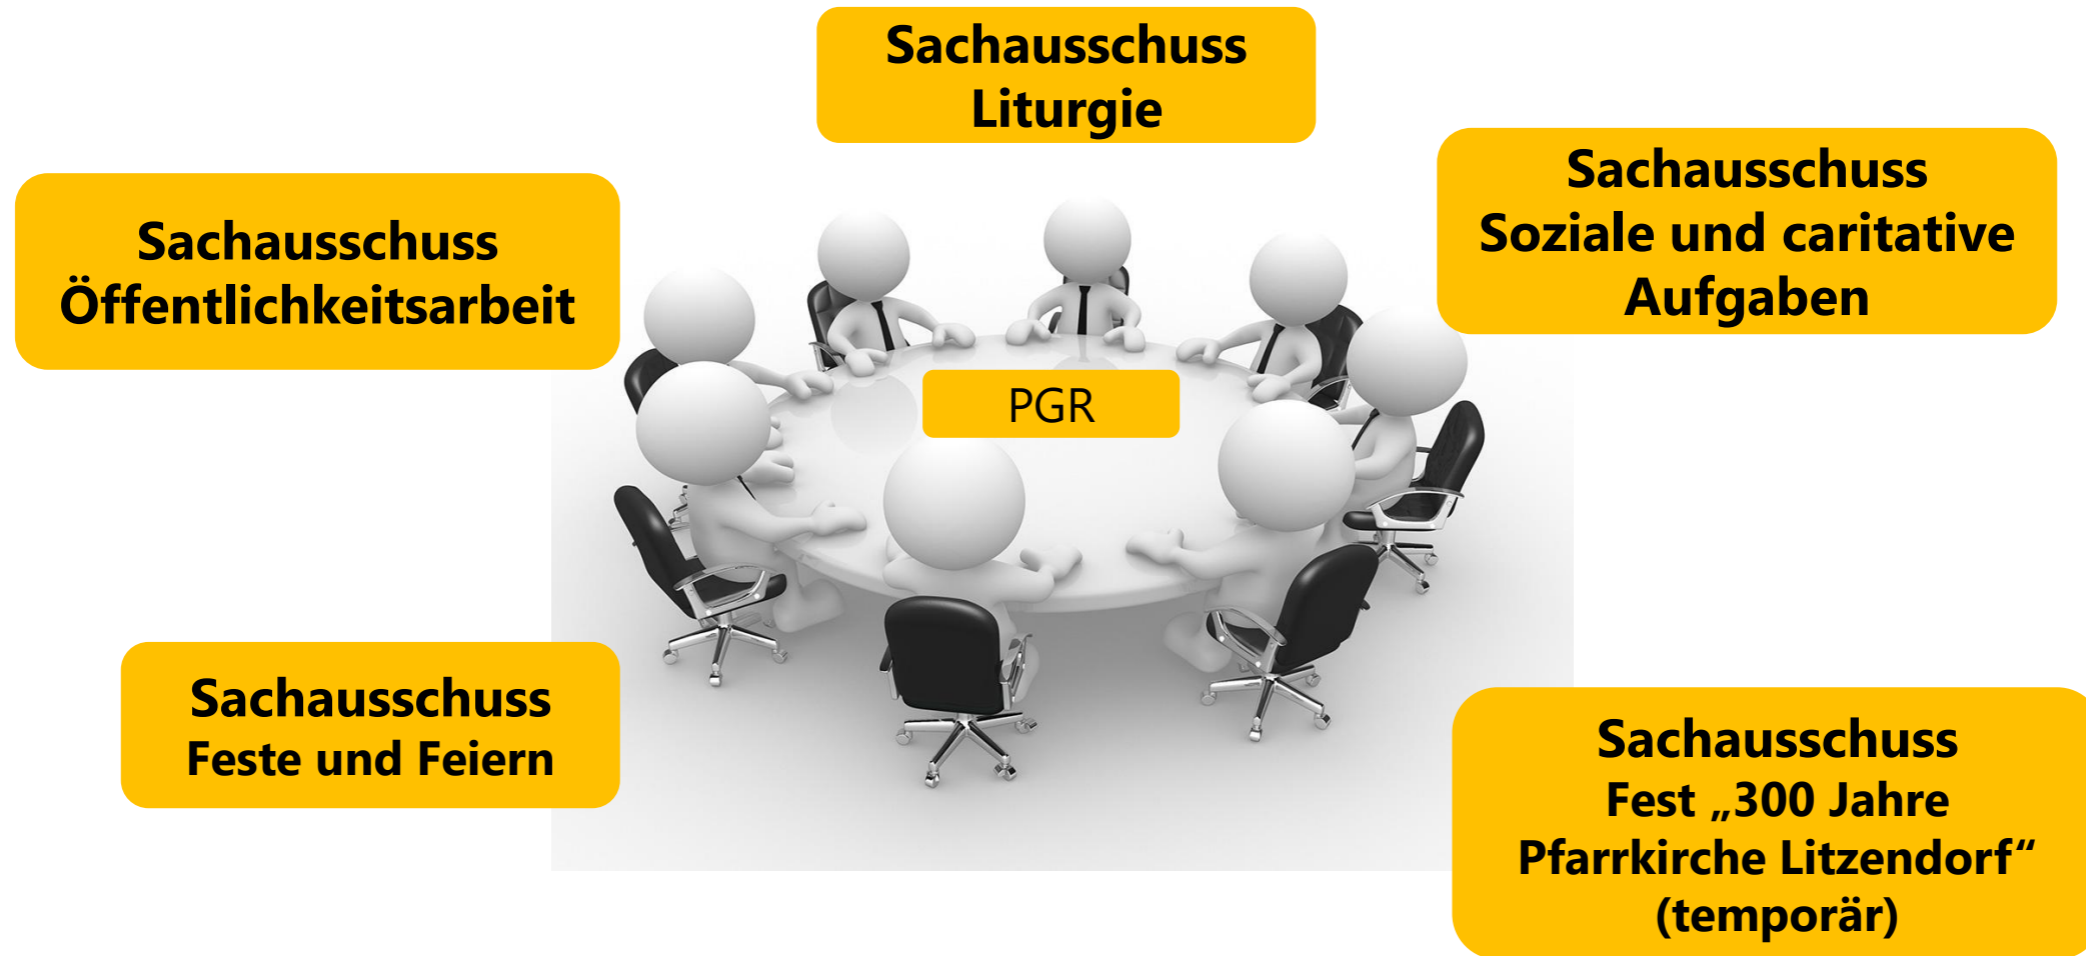 Sachausschuss
Liturgie
Sachausschuss
Öffentlichkeitsarbeit
Sachausschuss
Soziale und caritative
Aufgaben
PGR
Sachausschuss
Feste und Feiern
Sachausschuss
Fest „300 Jahre
Pfarrkirche Litzendorf“
(temporär)